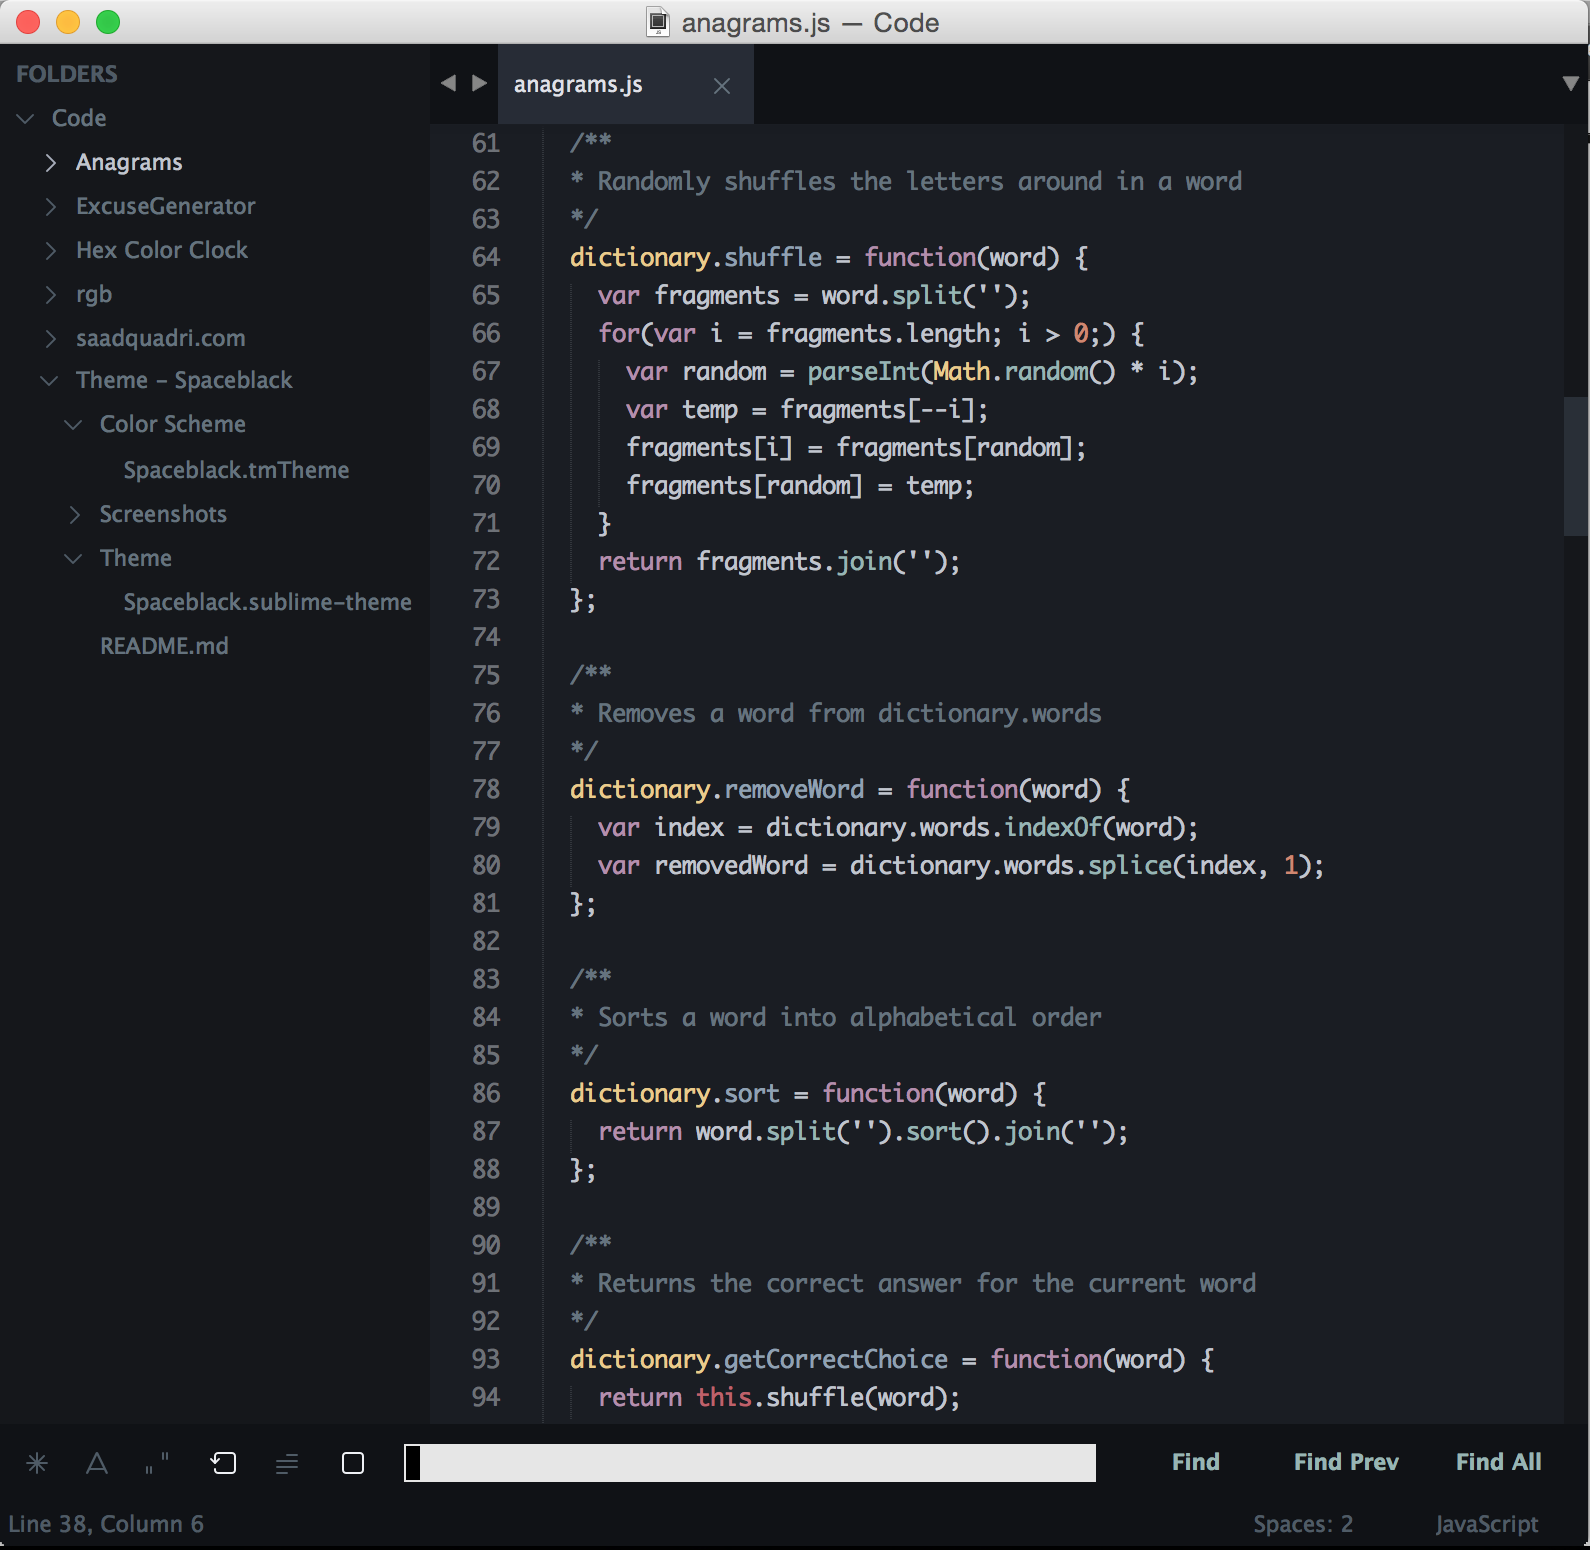 anagrams.js — Code
FOLDERS
Code
Anagrams
ExcuseGenerator
Hex Color Clock
rgb
saadquadri.com
Theme – Spaceblack
Color Scheme
Spaceblack.tmTheme
Screenshots
Theme
Spaceblack.sublime-theme
README.md
anagrams.js
61 /**
62 * Randomly shuffles the letters around in a word
63 */
64 dictionary.shuffle = function(word) {
65 var fragments = word.split('');
66 for(var i = fragments.length; i > 0;) {
67 var random = parseInt(Math.random() * i);
68 var temp = fragments[--i];
69 fragments[i] = fragments[random];
70 fragments[random] = temp;
71 }
72 return fragments.join('');
73 };
74
75 /**
76 * Removes a word from dictionary.words
77 */
78 dictionary.removeWord = function(word) {
79 var index = dictionary.words.indexOf(word);
80 var removedWord = dictionary.words.splice(index, 1);
81 };
82
83 /**
84 * Sorts a word into alphabetical order
85 */
86 dictionary.sort = function(word) {
87 return word.split('').sort().join('');
88 };
89
90 /**
91 * Returns the correct answer for the current word
92 */
93 dictionary.getCorrectChoice = function(word) {
94 return this.shuffle(word);
Find Find Prev Find All
Line 38, Column 6 Spaces: 2 JavaScript